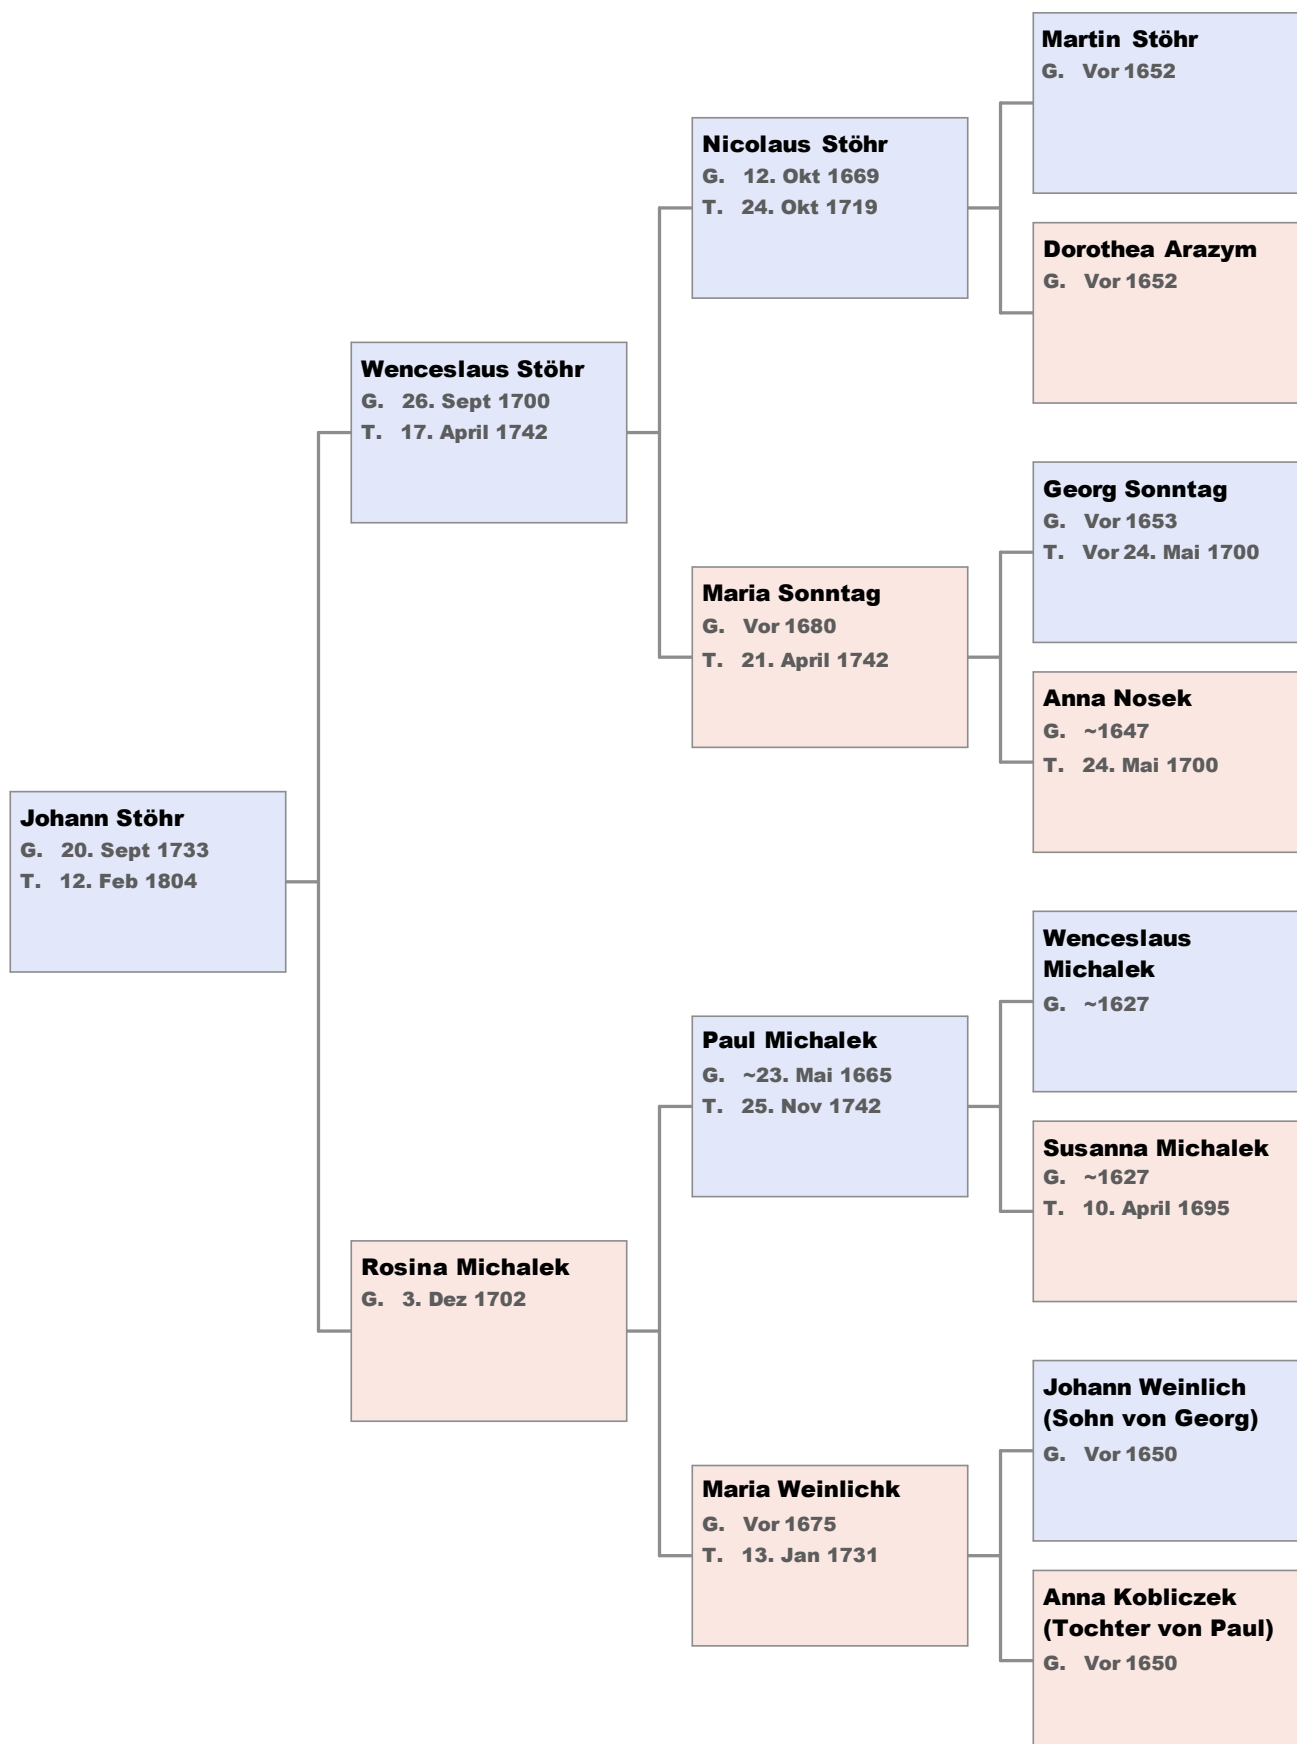 Martin Stöhr
G. Vor 1652
Nicolaus Stöhr
G. 12. Okt 1669
T. 24. Okt 1719
Dorothea Arazym
G. Vor 1652
Wenceslaus Stöhr
G. 26. Sept 1700
T. 17. April 1742
Georg Sonntag
G. Vor 1653
T. Vor 24. Mai 1700
Maria Sonntag
G. Vor 1680
T. 21. April 1742
Anna Nosek
G. ~1647
T. 24. Mai 1700
Johann Stöhr
G. 20. Sept 1733
T. 12. Feb 1804
Wenceslaus
Michalek
G. ~1627
Paul Michalek
G. ~23. Mai 1665
T. 25. Nov 1742
Susanna Michalek
G. ~1627
T. 10. April 1695
Rosina Michalek
G. 3. Dez 1702
Johann Weinlich
(Sohn von Georg)
G. Vor 1650
Maria Weinlichk
G. Vor 1675
T. 13. Jan 1731
Anna Kobliczek
(Tochter von Paul)
G. Vor 1650